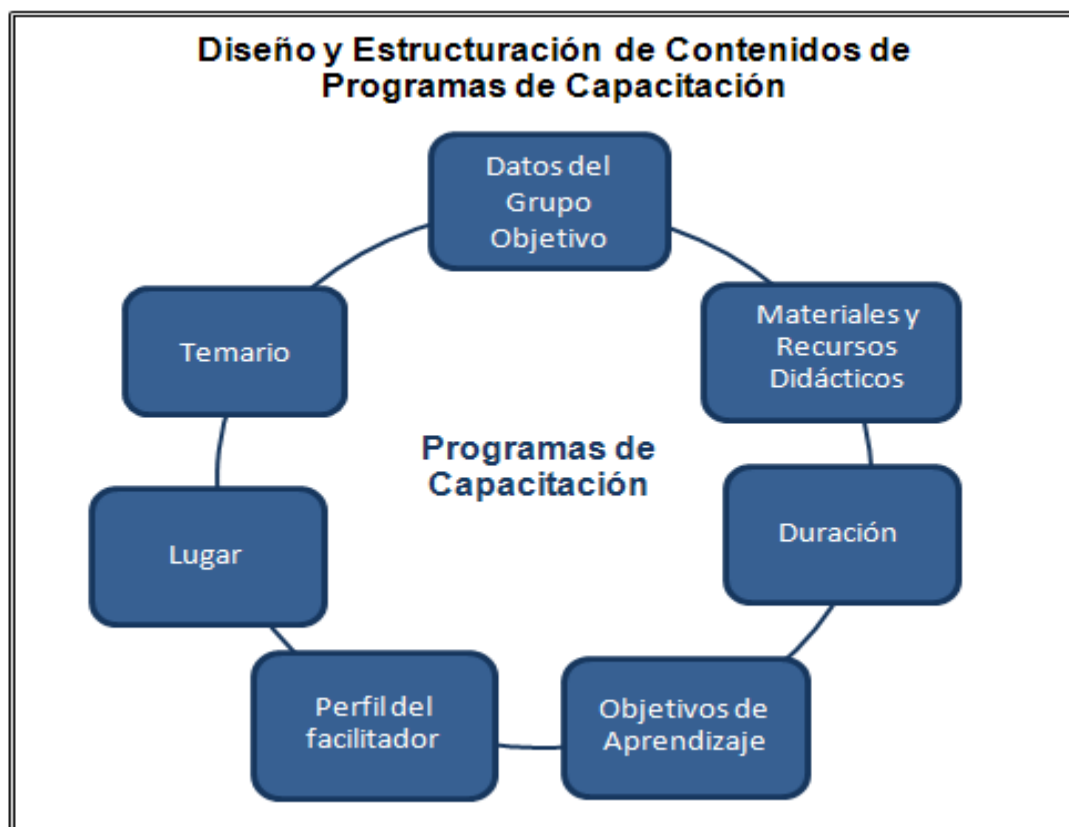 Diseño y Estructuración de Contenidos de
Programas de Capacitación
Datos del
Grupo
Objetivo
Materiales y
Recursos
Didácticos
Duración
Objetivos de
Aprendizaje
Perfil del
facilitador
Lugar
Temario
Programas de
Capacitación